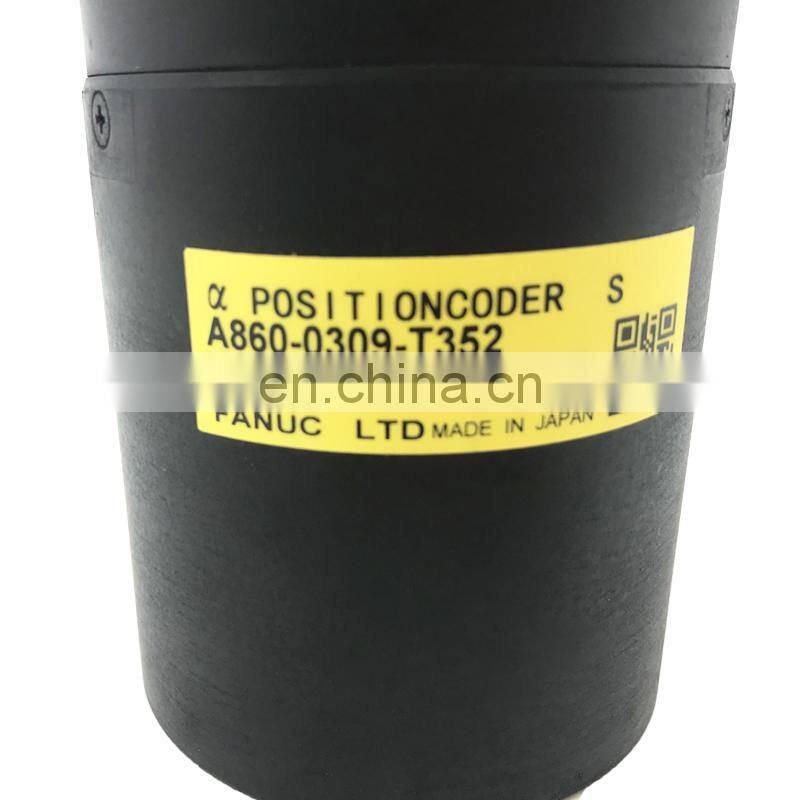 α POSITIONCODER S
A860-0309-T352
en.china.cn
FANUC LTD MADE IN JAPAN